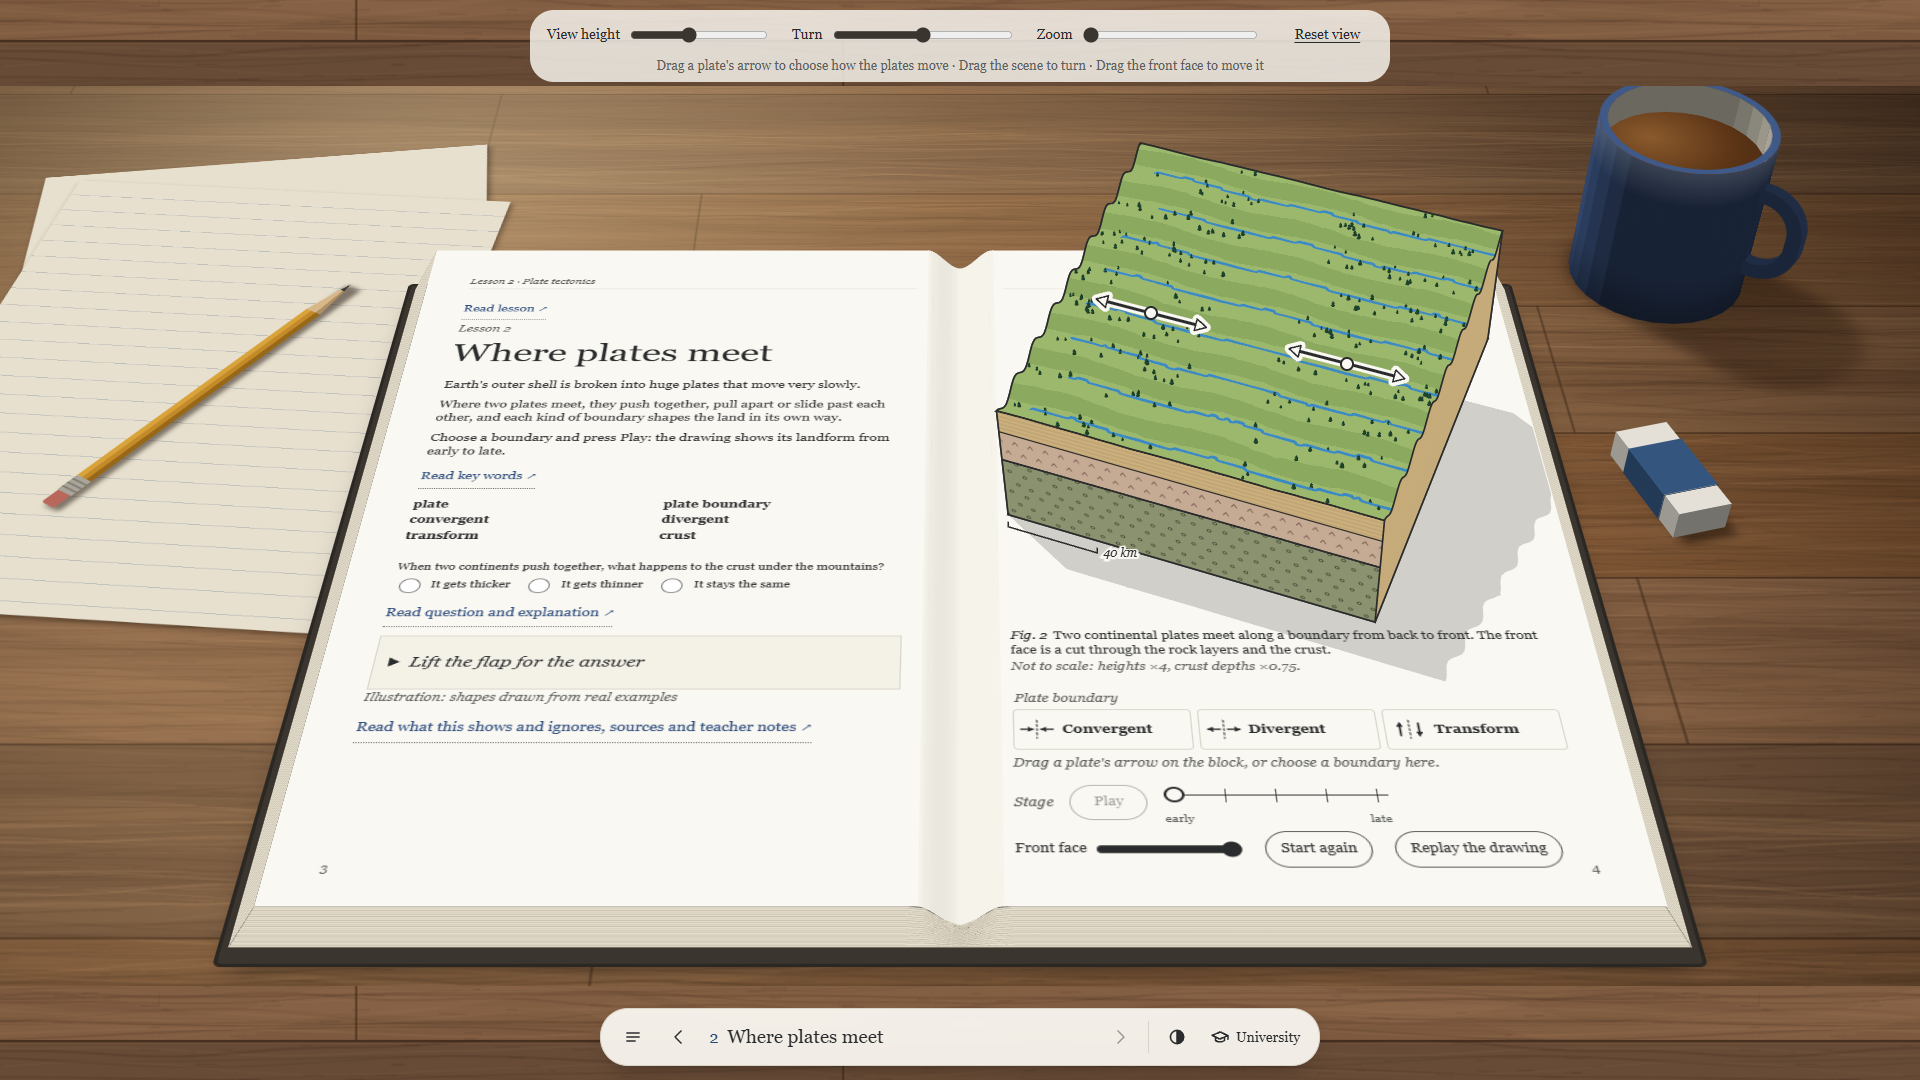 View height
Turn
Zoom
Reset view
Drag a plate's arrow to choose how the plates move · Drag the scene to turn · Drag the front face to move it
Lesson 2 · Plate tectonics
Read lesson ↗
Lesson 2
Where plates meet
Earth's outer shell is broken into huge plates that move very slowly.
Where two plates meet, they push together, pull apart or slide past each
other, and each kind of boundary shapes the land in its own way.
Choose a boundary and press Play: the drawing shows its landform from
early to late.
Read key words ↗
plate
plate boundary
convergent
divergent
transform
crust
When two continents push together, what happens to the crust under the mountains?
It gets thicker
It gets thinner
It stays the same
Read question and explanation ↗
▶ Lift the flap for the answer
Illustration: shapes drawn from real examples
Read what this shows and ignores, sources and teacher notes ↗
3
40 km
Fig. 2 Two continental plates meet along a boundary from back to front. The front
face is a cut through the rock layers and the crust.
Not to scale: heights ×4, crust depths ×0.75.
Plate boundary
Convergent
Divergent
Transform
Drag a plate's arrow on the block, or choose a boundary here.
Stage
Play
early
late
Front face
Start again
Replay the drawing
4
2 Where plates meet
University